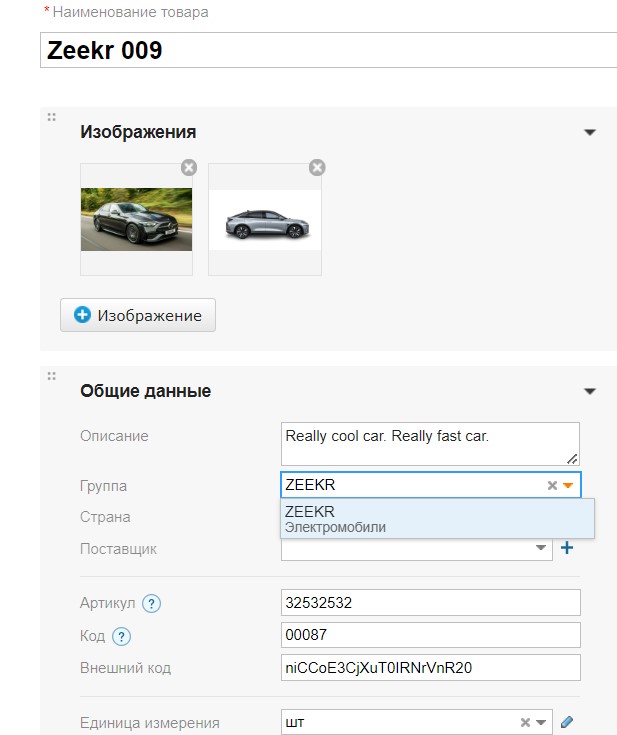 * Наименование товара
Zeekr 009
Изображения
Изображение
Общие данные
Описание
Really cool car. Really fast car.
Группа
ZEEKR
ZEEKR
Электромобили
Страна
Поставщик
Артикул ?
32532532
Код ?
00087
Внешний код
niCCoE3CjXuT0IRNrVnR20
Единица измерения
шт